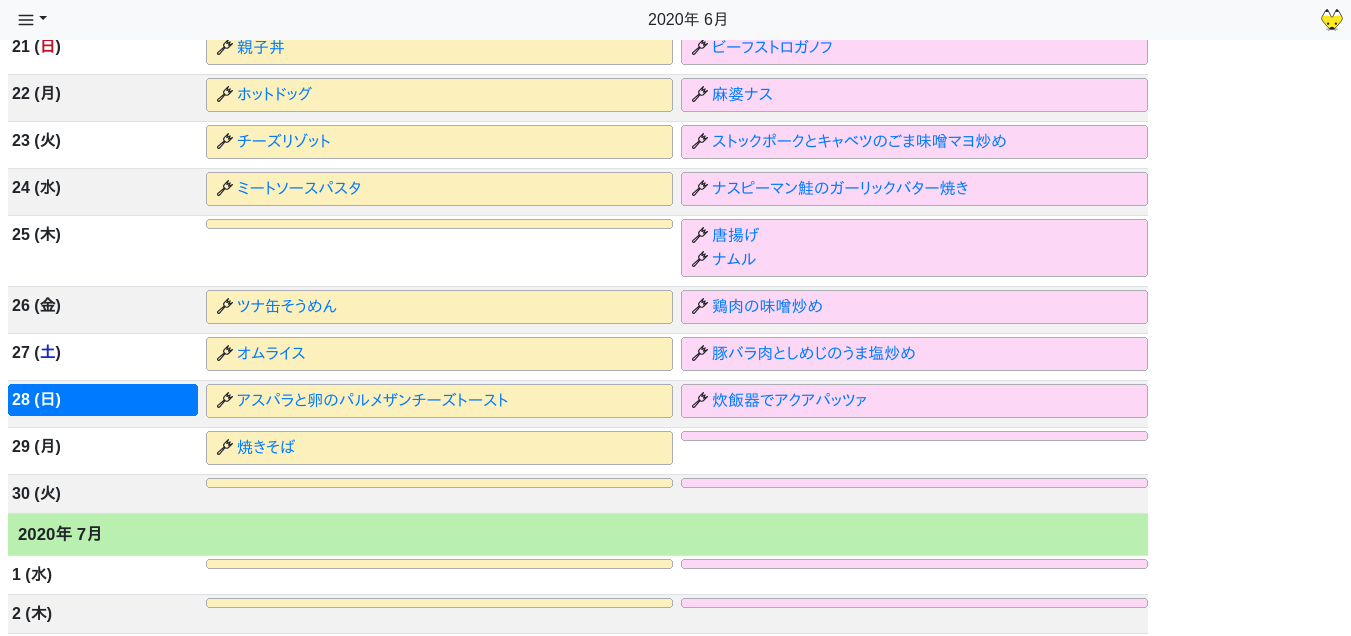 2020年 6月
21 (日)
親子丼
ビーフストロガノフ
22 (月)
ホットドッグ
麻婆ナス
23 (火)
チーズリゾット
ストックポークとキャベツのごま味噌マヨ炒め
24 (水)
ミートソースパスタ
ナスピーマン鮭のガーリックバター焼き
25 (木)
唐揚げ
ナムル
26 (金)
ツナ缶そうめん
鶏肉の味噌炒め
27 (土)
オムライス
豚バラ肉としめじのうま塩炒め
28 (日)
アスパラと卵のパルメザンチーズトースト
炊飯器でアクアパッツァ
29 (月)
焼きそば
30 (火)
2020年 7月
1 (水)
2 (木)